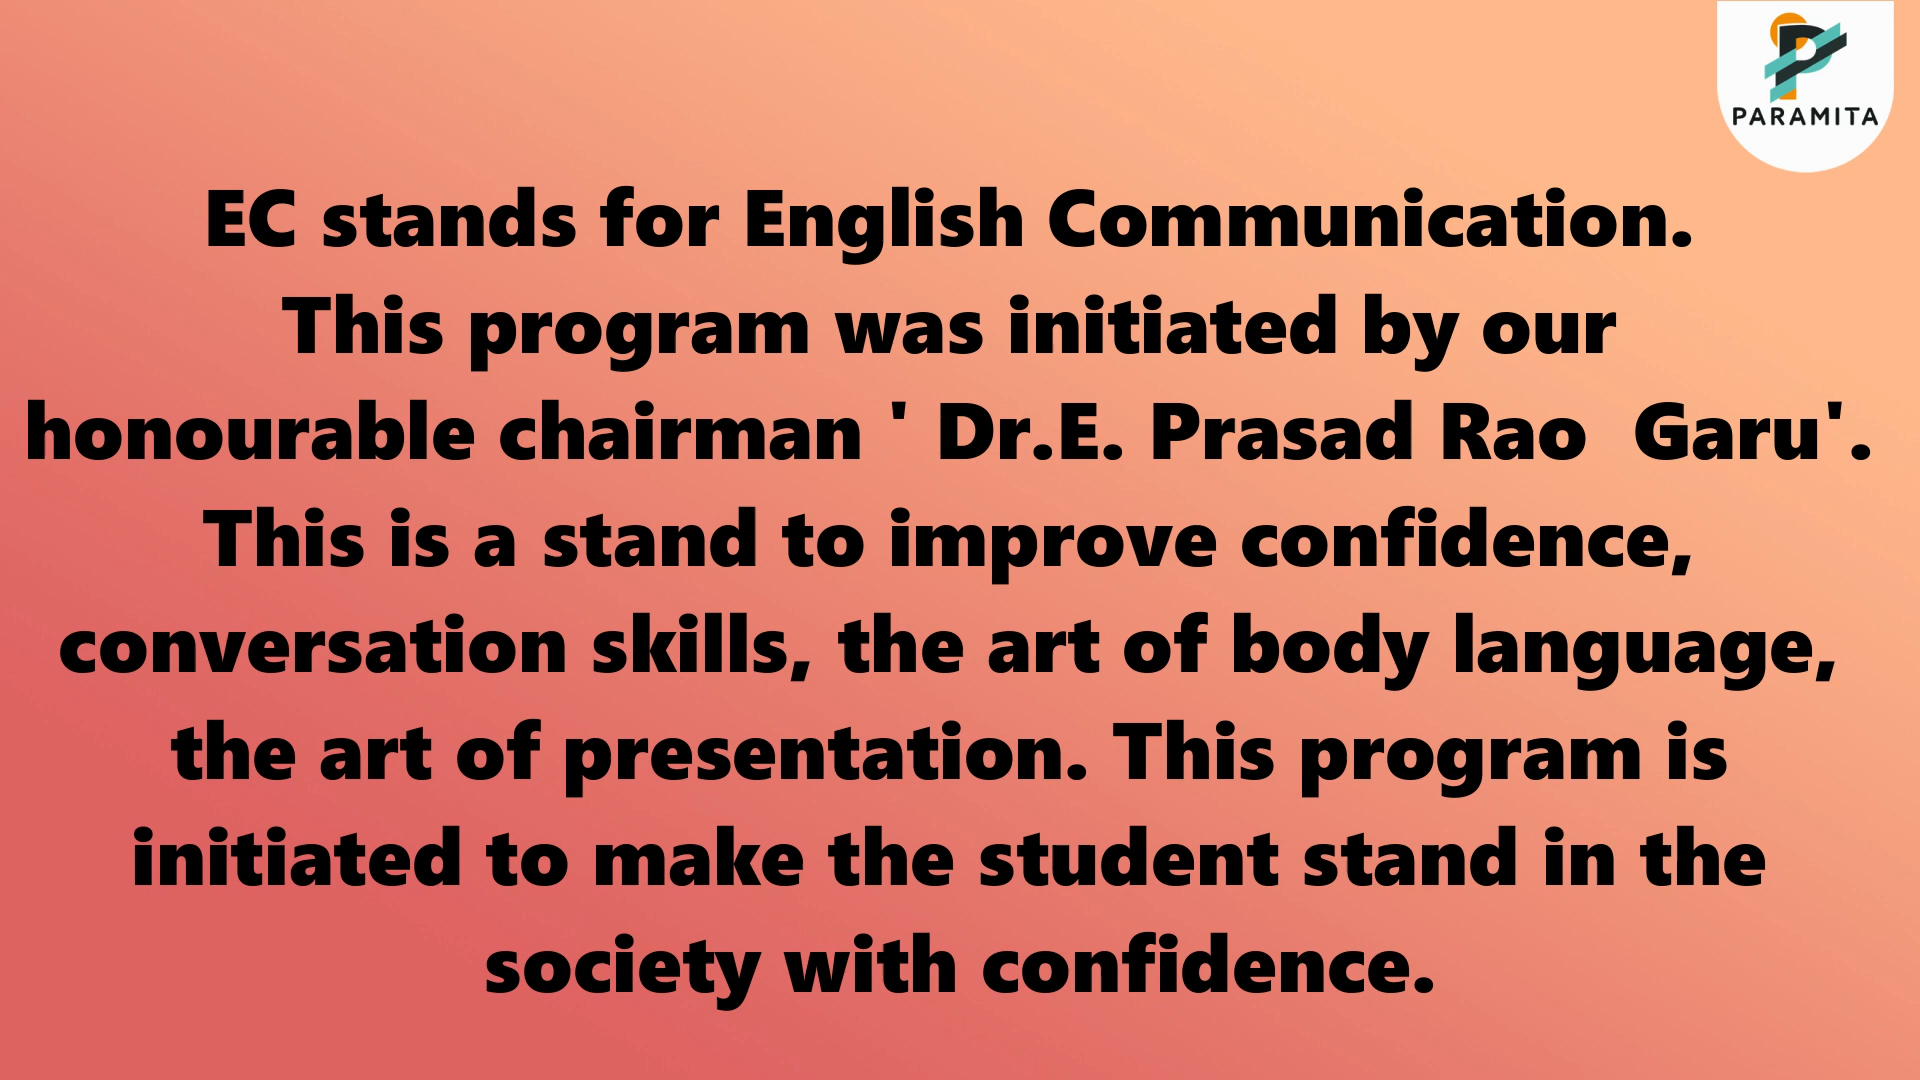 PARAMITA
EC stands for English Communication.
This program was initiated by our
honourable chairman ' Dr.E. Prasad Rao  Garu'.
This is a stand to improve confidence,
conversation skills, the art of body language,
the art of presentation. This program is
initiated to make the student stand in the
society with confidence.